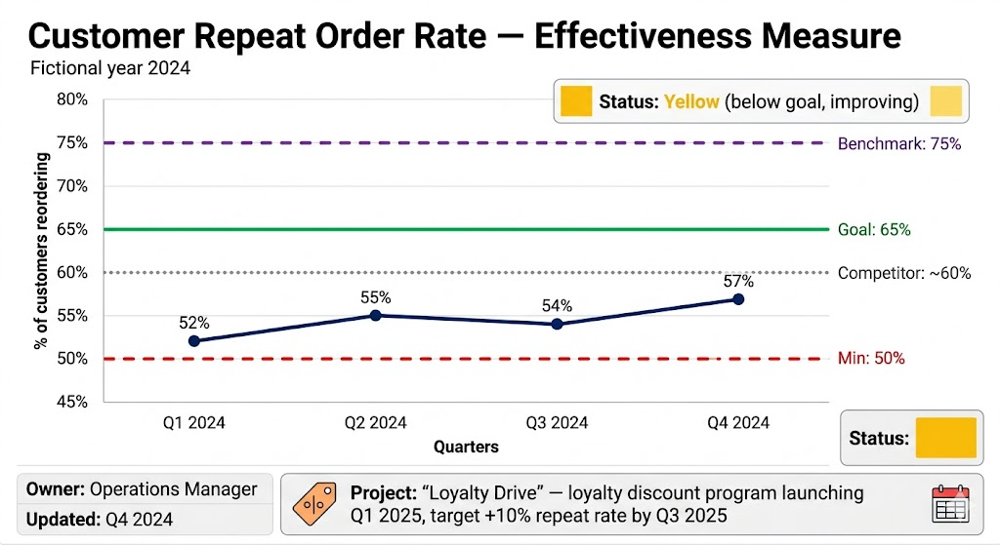 Customer Repeat Order Rate — Effectiveness Measure
Fictional year 2024
Status: Yellow (below goal, improving)
% of customers reordering
80%
75%
70%
65%
60%
55%
50%
45%
Benchmark: 75%
Goal: 65%
Competitor: ~60%
Min: 50%
52%
55%
54%
57%
Q1 2024
Q2 2024
Q3 2024
Q4 2024
Quarters
Status:
Owner: Operations Manager
Updated: Q4 2024
Project: “Loyalty Drive” — loyalty discount program launching
Q1 2025, target +10% repeat rate by Q3 2025